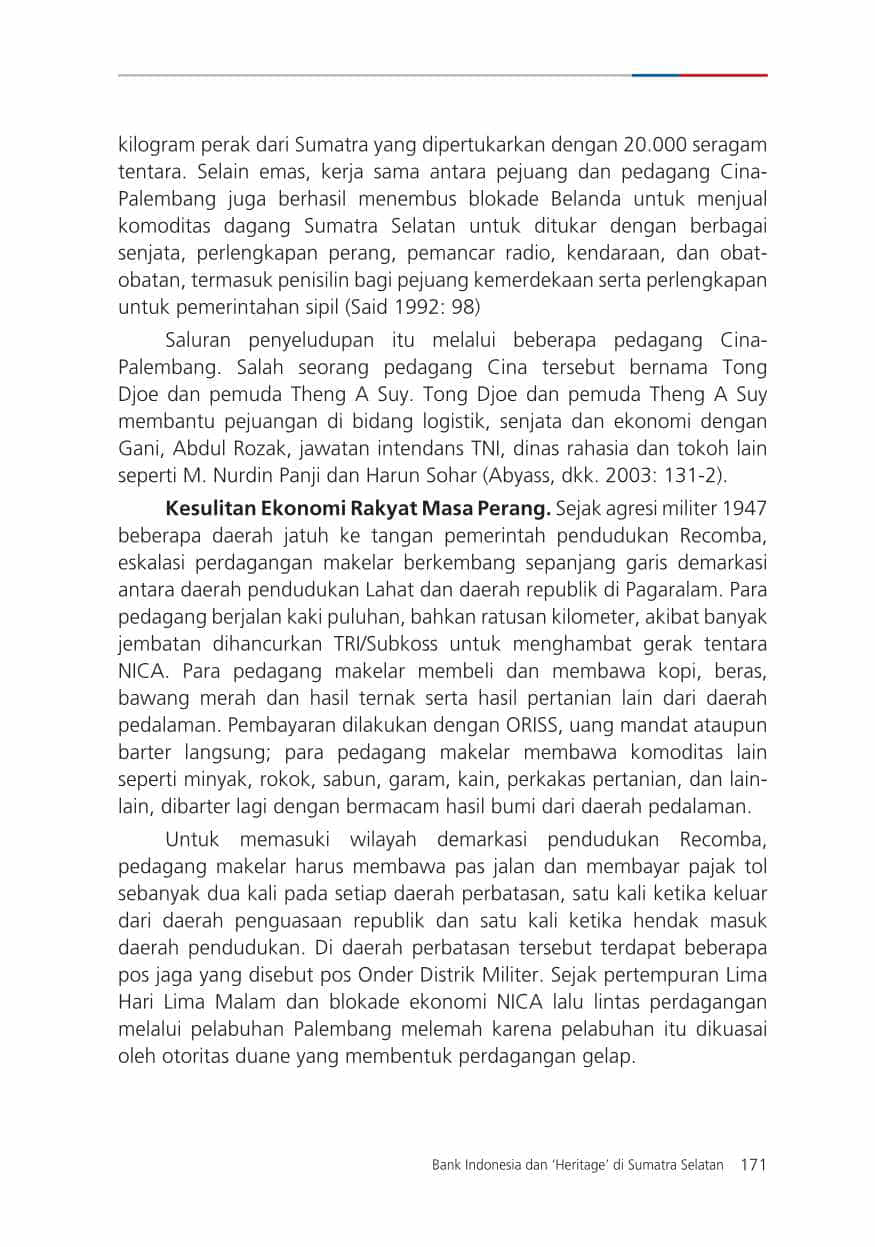 kilogram perak dari Sumatra yang dipertukarkan dengan 20.000 seragam
tentara. Selain emas, kerja sama antara pejuang dan pedagang Cina-
Palembang juga berhasil menembus blokade Belanda untuk menjual
komoditas dagang Sumatra Selatan untuk ditukar dengan berbagai
senjata, perlengkapan perang, pemancar radio, kendaraan, dan obat-
obatan, termasuk penisilin bagi pejuang kemerdekaan serta perlengkapan
untuk pemerintahan sipil (Said 1992: 98)
Saluran penyeludupan itu melalui beberapa pedagang Cina-
Palembang. Salah seorang pedagang Cina tersebut bernama Tong
Djoe dan pemuda Theng A Suy. Tong Djoe dan pemuda Theng A Suy
membantu pejuangan di bidang logistik, senjata dan ekonomi dengan
Gani, Abdul Rozak, jawatan intendans TNI, dinas rahasia dan tokoh lain
seperti M. Nurdin Panji dan Harun Sohar (Abyass, dkk. 2003: 131-2).
Kesulitan Ekonomi Rakyat Masa Perang. Sejak agresi militer 1947
beberapa daerah jatuh ke tangan pemerintah pendudukan Recomba,
eskalasi perdagangan makelar berkembang sepanjang garis demarkasi
antara daerah pendudukan Lahat dan daerah republik di Pagaralam. Para
pedagang berjalan kaki puluhan, bahkan ratusan kilometer, akibat banyak
jembatan dihancurkan TRI/Subkoss untuk menghambat gerak tentara
NICA. Para pedagang makelar membeli dan membawa kopi, beras,
bawang merah dan hasil ternak serta hasil pertanian lain dari daerah
pedalaman. Pembayaran dilakukan dengan ORISS, uang mandat ataupun
barter langsung; para pedagang makelar membawa komoditas lain
seperti minyak, rokok, sabun, garam, kain, perkakas pertanian, dan lain-
lain, dibarter lagi dengan bermacam hasil bumi dari daerah pedalaman.
Untuk memasuki wilayah demarkasi pendudukan Recomba,
pedagang makelar harus membawa pas jalan dan membayar pajak tol
sebanyak dua kali pada setiap daerah perbatasan, satu kali ketika keluar
dari daerah penguasaan republik dan satu kali ketika hendak masuk
daerah pendudukan. Di daerah perbatasan tersebut terdapat beberapa
pos jaga yang disebut pos Onder Distrik Militer. Sejak pertempuran Lima
Hari Lima Malam dan blokade ekonomi NICA lalu lintas perdagangan
melalui pelabuhan Palembang melemah karena pelabuhan itu dikuasai
oleh otoritas duane yang membentuk perdagangan gelap.
Bank Indonesia dan ‘Heritage’ di Sumatra Selatan 171